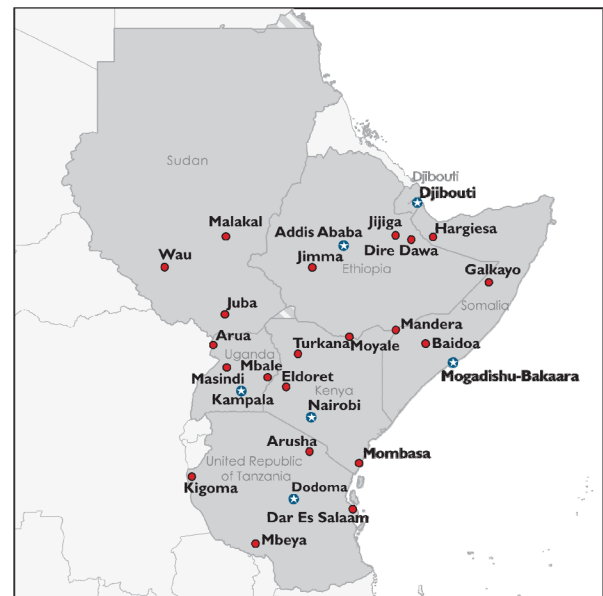 Sudan
Djibouti
Djibouti
Malakal
Addis Ababa
Jijiga
Hargiesa
Dire Dawa
Wau
Jimma
Ethiopia
Galkayo
Somalia
Juba
Mandera
Arua
Turkana
Moyale
Baidoa
Uganda
Mbale
Eldoret
Masindi
Kenya
Mogadishu-Bakaara
Kampala
Nairobi
Arusha
Mombasa
United Republic
of Tanzania
Kigoma
Dodoma
Dar Es Salaam
Mbeya